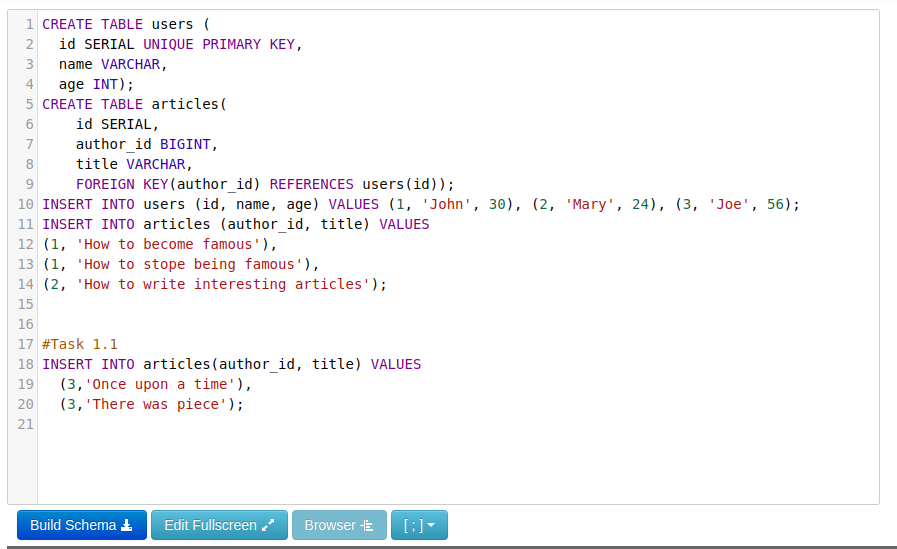 1 CREATE TABLE users (
2 id SERIAL UNIQUE PRIMARY KEY,
3 name VARCHAR,
4 age INT);
5 CREATE TABLE articles(
6 id SERIAL,
7 author_id BIGINT,
8 title VARCHAR,
9 FOREIGN KEY(author_id) REFERENCES users(id));
10 INSERT INTO users (id, name, age) VALUES (1, 'John', 30), (2, 'Mary', 24), (3, 'Joe', 56);
11 INSERT INTO articles (author_id, title) VALUES
12 (1, 'How to become famous'),
13 (1, 'How to stope being famous'),
14 (2, 'How to write interesting articles');
15
16
17 #Task 1.1
18 INSERT INTO articles(author_id, title) VALUES
19 (3,'Once upon a time'),
20 (3,'There was piece');
21
Build Schema Edit Fullscreen Browser [ ; ]